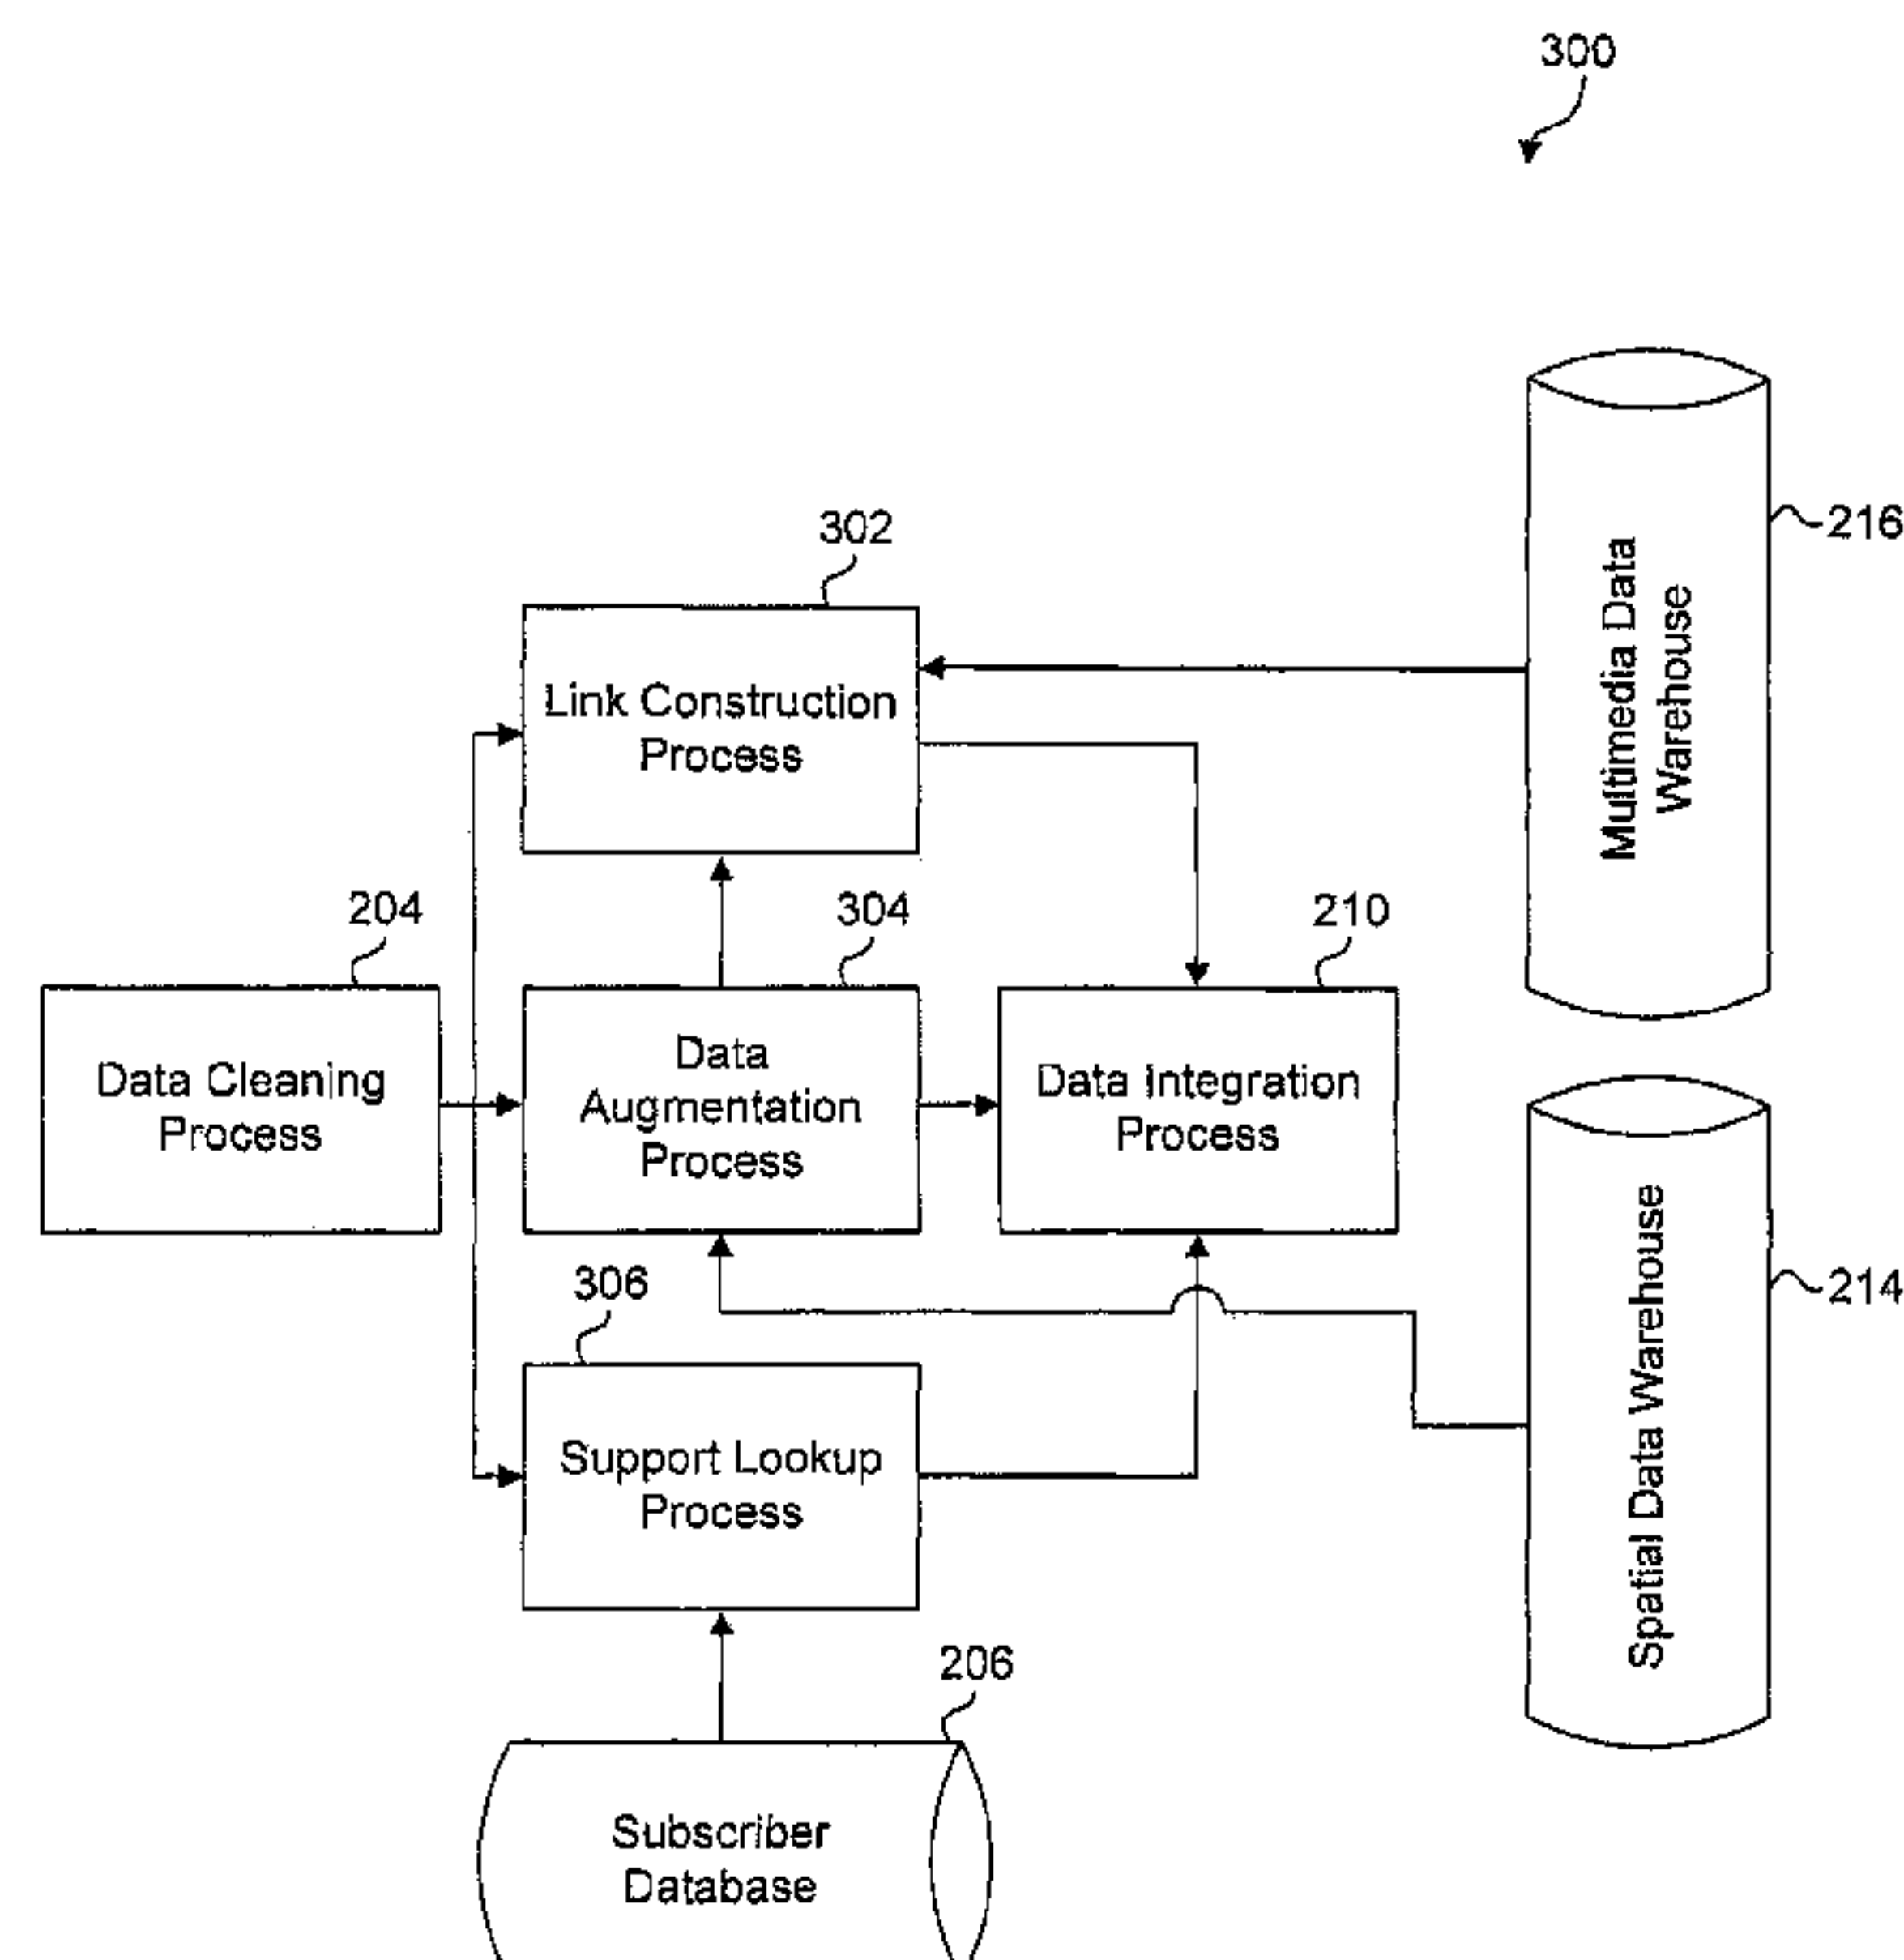 300
216
Multimedia Data
Warehouse
302
Link Construction
Process
204
Data Cleaning
Process
304
Data
Augmentation
Process
210
Data Integration
Process
306
Support Lookup
Process
214
Spatial Data Warehouse
206
Subscriber
Database